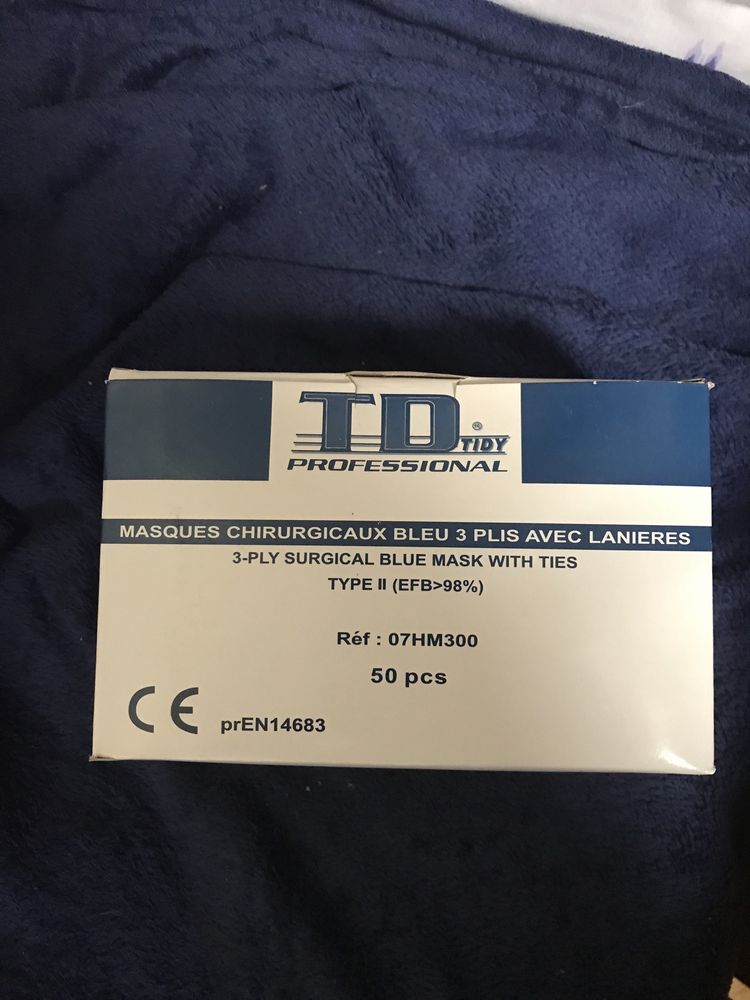 TD ® TIDY
PROFESSIONAL
MASQUES CHIRURGICAUX BLEU 3 PLIS AVEC LANIERES
3-PLY SURGICAL BLUE MASK WITH TIES
TYPE II (EFB>98%)
Réf : 07HM300
50 pcs
CE prEN14683